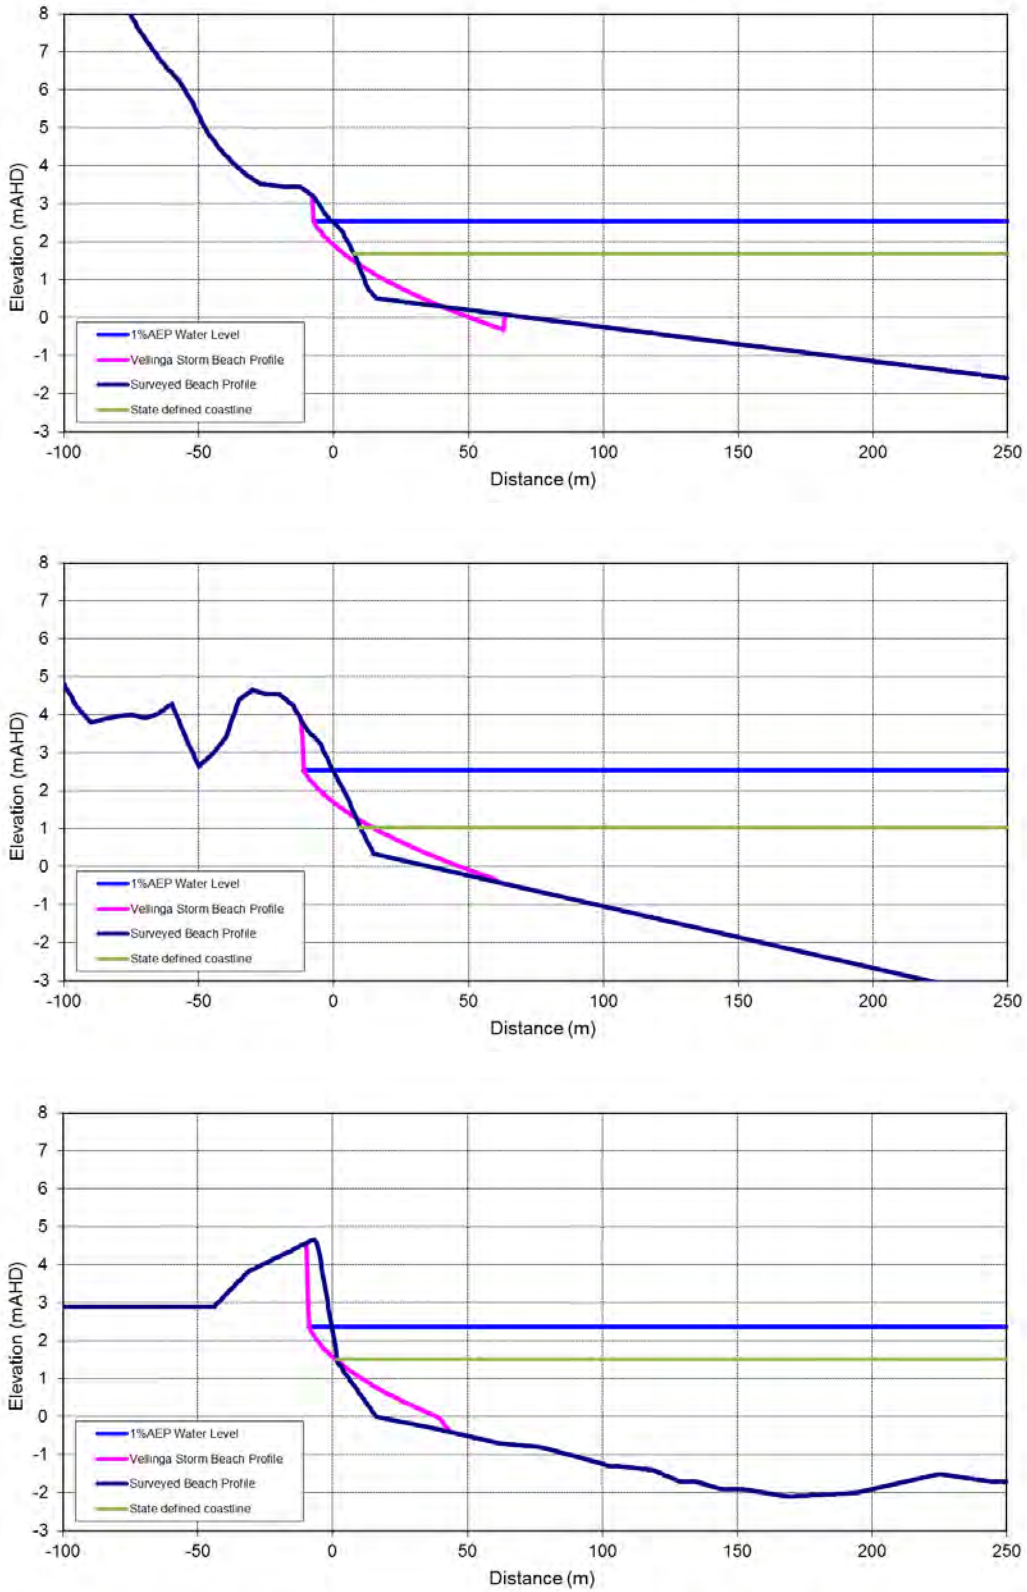 8
7
6
5
4
3
2
1
0
-1
-2
-3
Elevation (mAHD)
1%AEP Water Level
Vellinga Storm Beach Profile
Surveyed Beach Profile
State defined coastline
-100 -50 0 50 100 150 200 250
Distance (m)
8
7
6
5
4
3
2
1
0
-1
-2
-3
Elevation (mAHD)
1%AEP Water Level
Vellinga Storm Beach Profile
Surveyed Beach Profile
State defined coastline
-100 -50 0 50 100 150 200 250
Distance (m)
8
7
6
5
4
3
2
1
0
-1
-2
-3
Elevation (mAHD)
1%AEP Water Level
Vellinga Storm Beach Profile
Surveyed Beach Profile
State defined coastline
-100 -50 0 50 100 150 200 250
Distance (m)